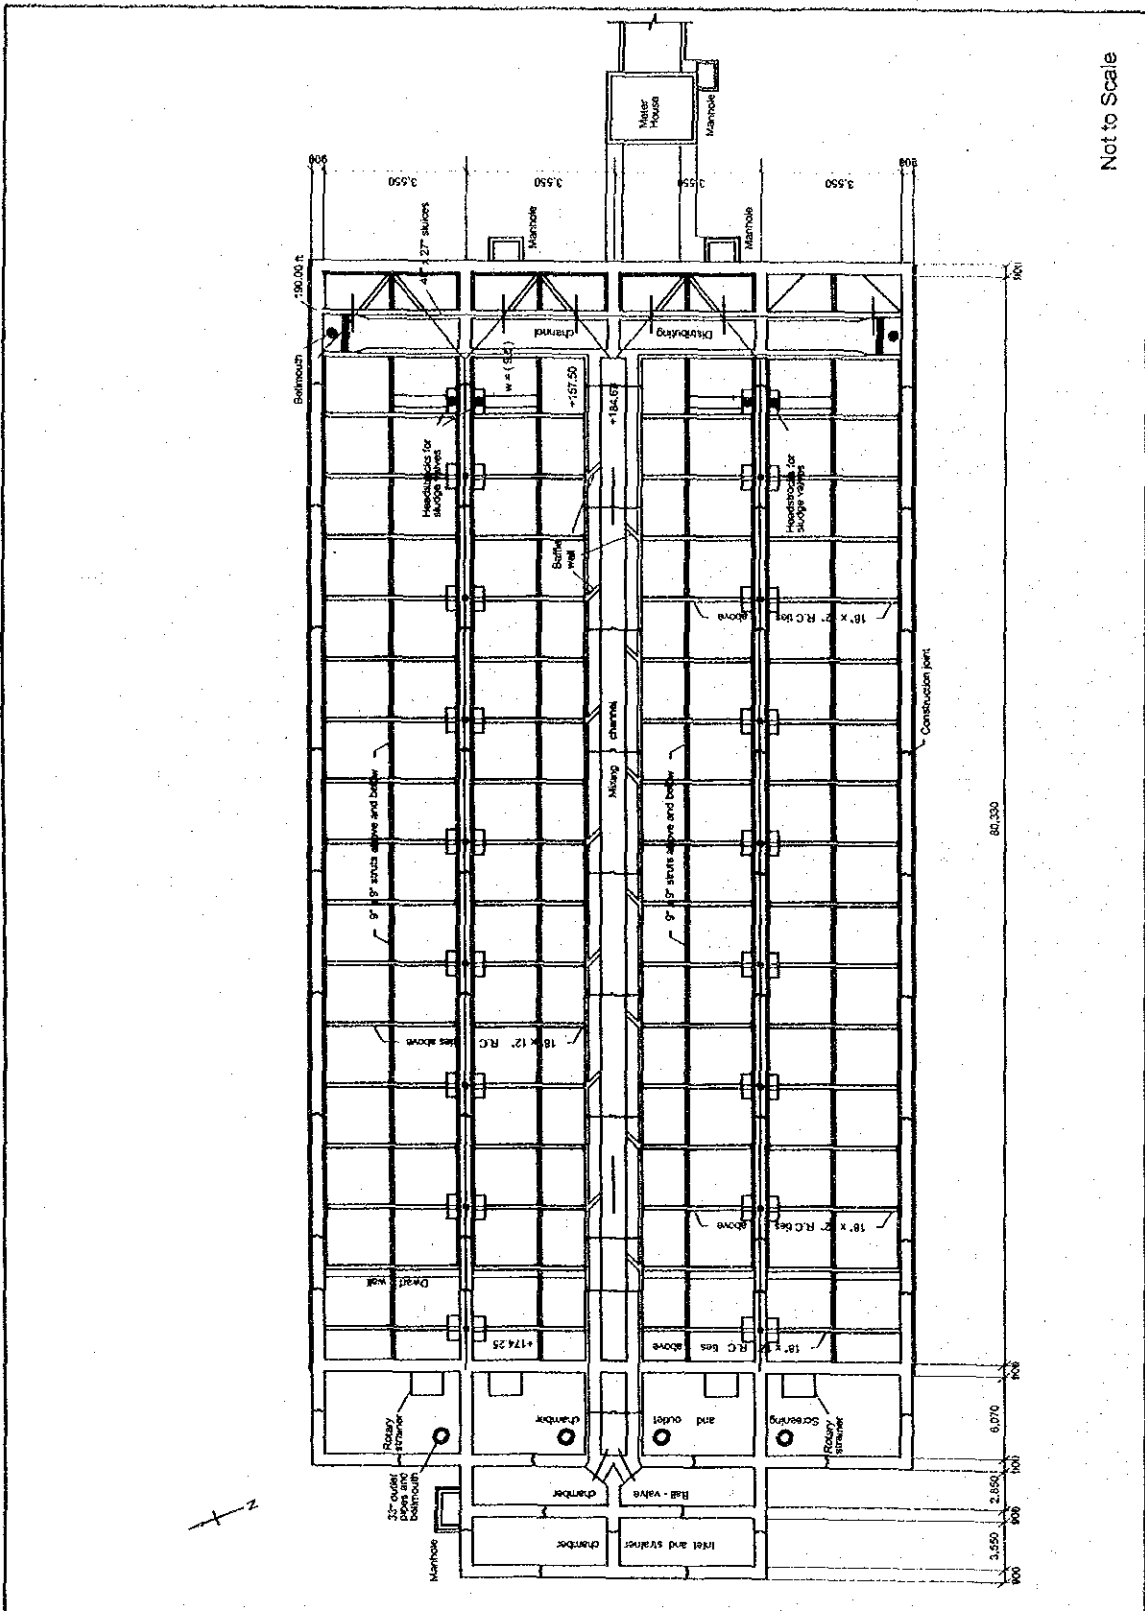 Not to Scale
Meter
House
Manhole
900
3,550
3,550
3,550
3,550
Manhole
Manhole
190.00 ft
27" sluices
900
Bellmouth
channel
Distributing
+157.50
+184.67
Headstocks for
sludge valves
Headstocks for
sludge valves
Baffle
wall
18" x 12" R.C ties above
Mixing channel
Construction joint
9" x 9" struts above and below
9" x 9" struts above and below
80,330
18" x 12" R.C ties above
18" x 12" R.C ties above
Dwarf wall
+174.25
R.C ties above
900
Rotary
strainer
chamber
and outlet
Screening
Rotary
strainer
6,070
33" outlet
pipes and
bellmouth
chamber
Ball - valve
2,850
900
Manhole
chamber
Inlet and strainer
3,550
900
N